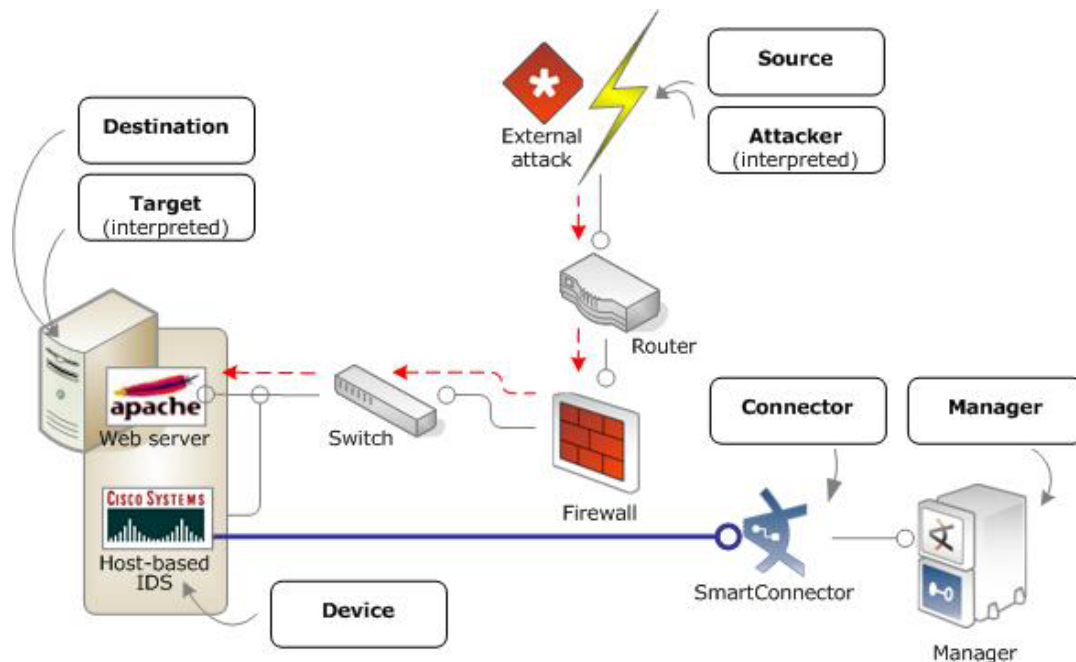 Source
External
attack
Attacker
(interpreted)
Destination
Target
(interpreted)
Router
apache
Web server
Switch
Firewall
Connector
Manager
CISCO SYSTEMS
Host-based
IDS
SmartConnector
Device
Manager